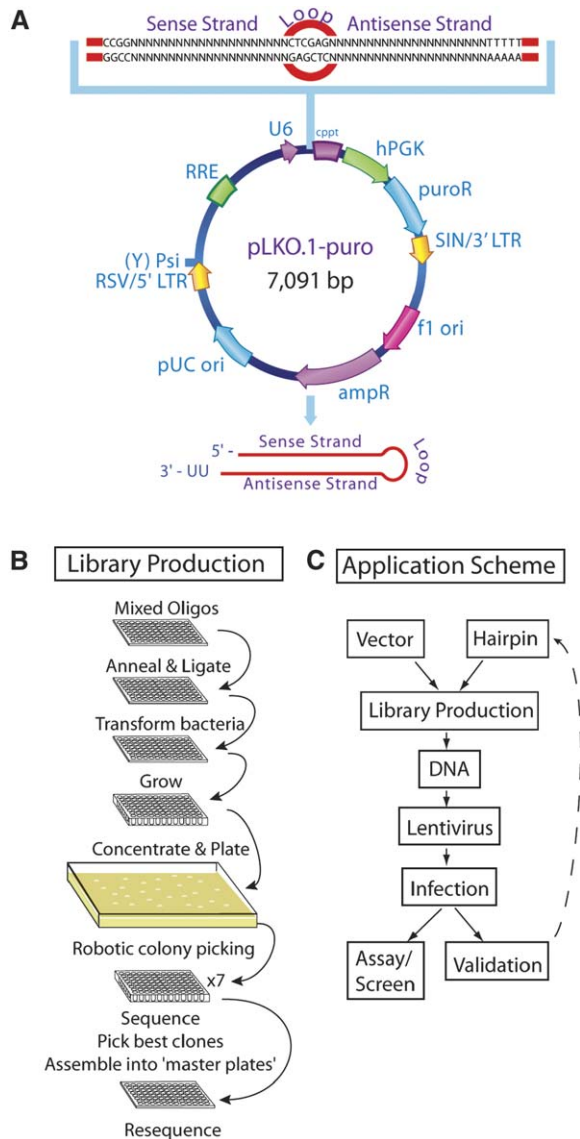 A
Sense Strand
Loop
Antisense Strand
CCGGNNNNNNNNNNNNNNNNNNNNNCTCGAGNNNNNNNNNNNNNNNNNNNNNTTTTT
GGCCNNNNNNNNNNNNNNNNNNNNNGAGCTCNNNNNNNNNNNNNNNNNNNNNAAAAA
U6
cppt
hPGK
RRE
puroR
pLKO.1-puro
7,091 bp
SIN/3' LTR
(Y) Psi
RSV/5' LTR
f1 ori
pUC ori
ampR
5' -
Sense Strand
Loop
3' - UU
Antisense Strand
B
Library Production
Mixed Oligos
Anneal & Ligate
Transform bacteria
Grow
Concentrate & Plate
Robotic colony picking
x7
Sequence
Pick best clones
Assemble into 'master plates'
Resequence
C
Application Scheme
Vector
Hairpin
Library Production
DNA
Lentivirus
Infection
Assay/
Screen
Validation